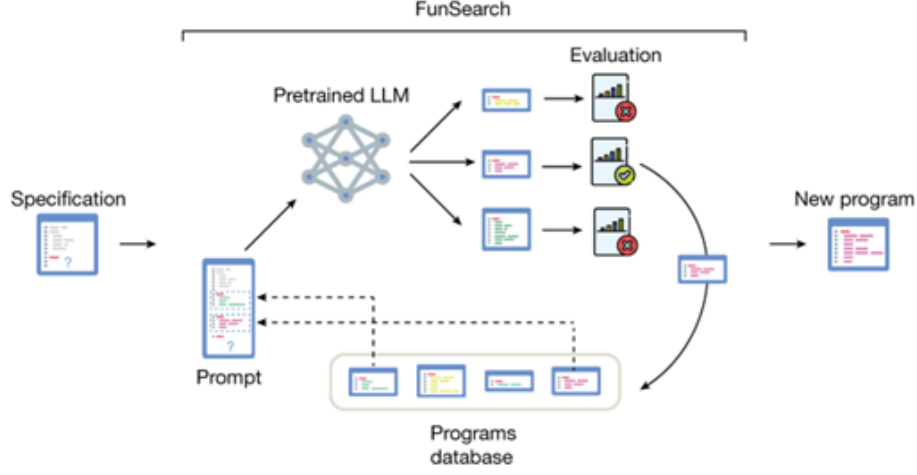 FunSearch
Evaluation
Pretrained LLM
Specification
New program
?
?
Prompt
Programs
database